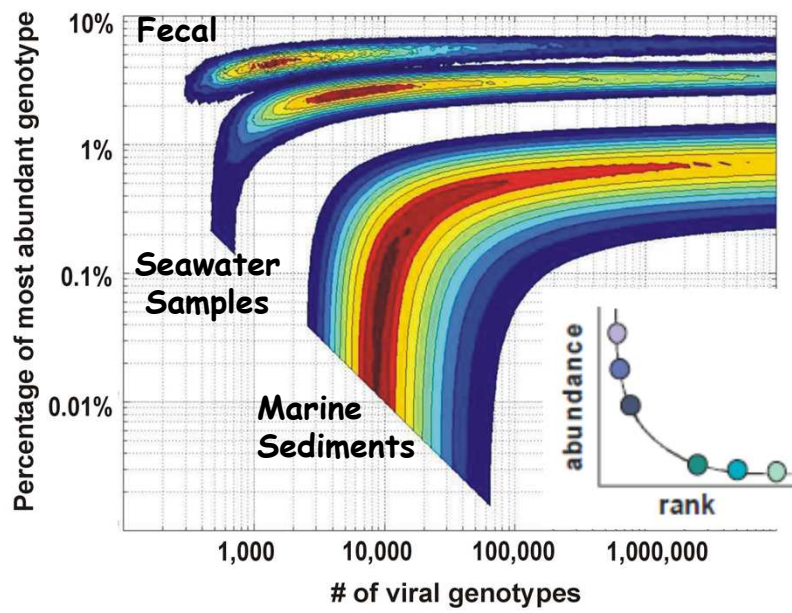 Percentage of most abundant genotype
10%
1%
0.1%
0.01%
Fecal
Seawater
Samples
Marine
Sediments
abundance
rank
1,000
10,000
100,000
1,000,000
# of viral genotypes